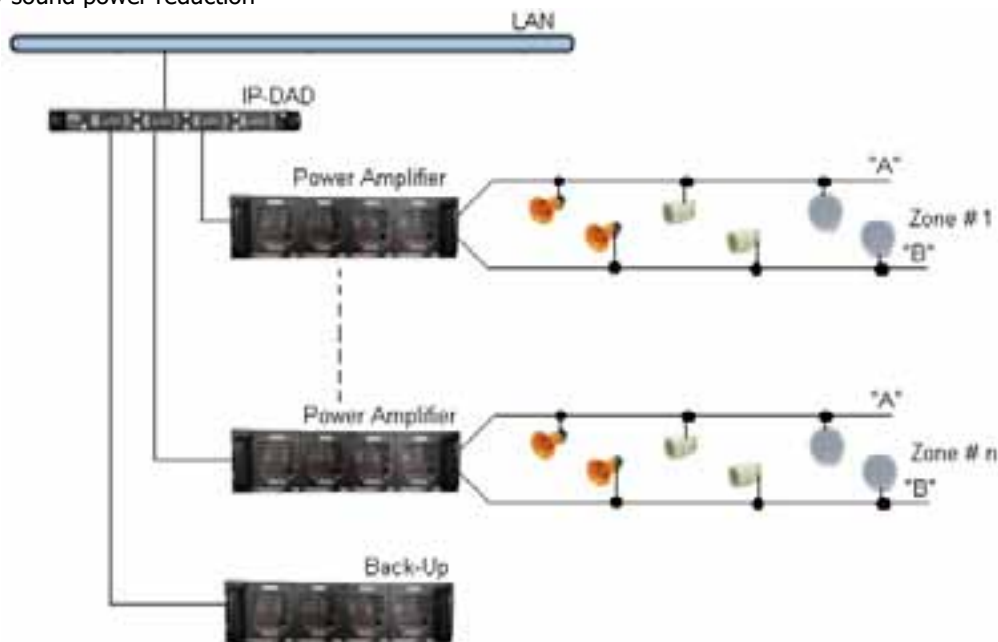 sound power reduction
LAN
IP-DAD
Power Amplifier
"A"
Zone # 1
"B"
Power Amplifier
"A"
Zone # n
"B"
Back-Up